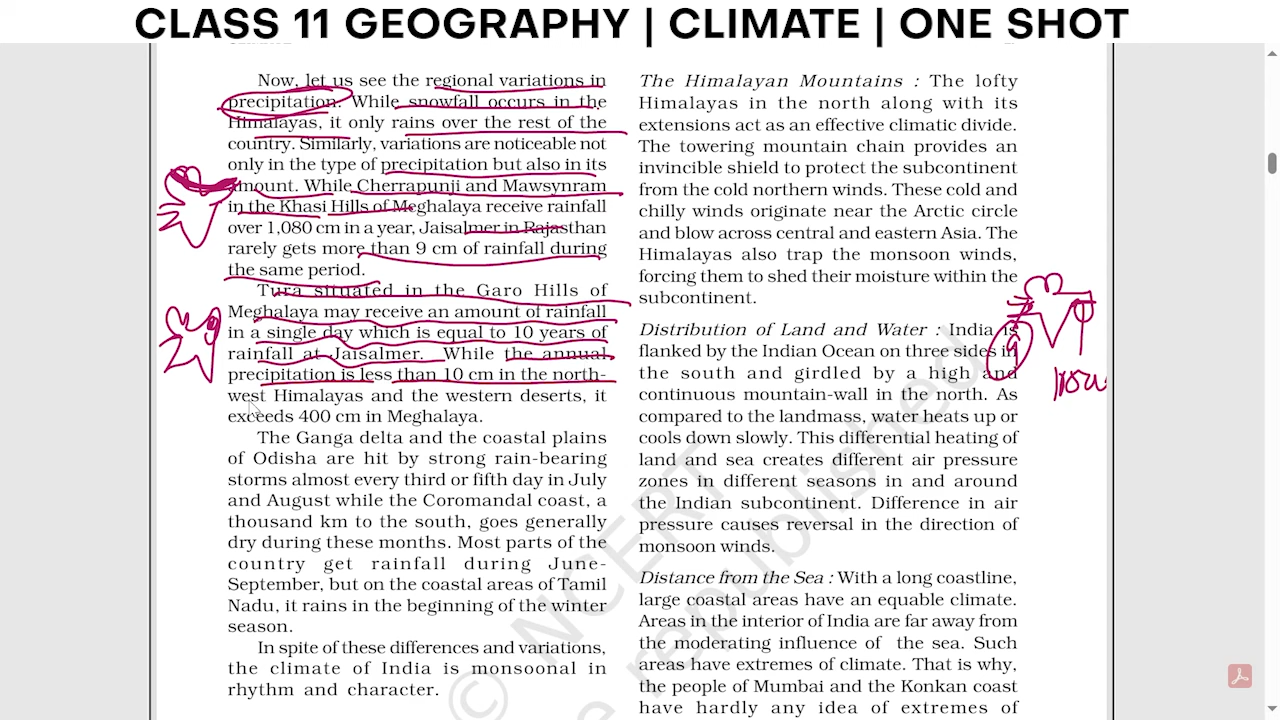 CLASS 11 GEOGRAPHY | CLIMATE | ONE SHOT
Now, let us see the regional variations in
precipitation. While snowfall occurs in the
Himalayas, it only rains over the rest of the
country. Similarly, variations are noticeable not
only in the type of precipitation but also in its
amount. While Cherrapunji and Mawsynram
in the Khasi Hills of Meghalaya receive rainfall
over 1,080 cm in a year, Jaisalmer in Rajasthan
rarely gets more than 9 cm of rainfall during
the same period.
Tura situated in the Garo Hills of
Meghalaya may receive an amount of rainfall
in a single day which is equal to 10 years of
rainfall at Jaisalmer. While the annual
precipitation is less than 10 cm in the north-
west Himalayas and the western deserts, it
exceeds 400 cm in Meghalaya.
The Ganga delta and the coastal plains
of Odisha are hit by strong rain-bearing
storms almost every third or fifth day in July
and August while the Coromandal coast, a
thousand km to the south, goes generally
dry during these months. Most parts of the
country get rainfall during June-
September, but on the coastal areas of Tamil
Nadu, it rains in the beginning of the winter
season.
In spite of these differences and variations,
the climate of India is monsoonal in
rhythm and character.
The Himalayan Mountains : The lofty
Himalayas in the north along with its
extensions act as an effective climatic divide.
The towering mountain chain provides an
invincible shield to protect the subcontinent
from the cold northern winds. These cold and
chilly winds originate near the Arctic circle
and blow across central and eastern Asia. The
Himalayas also trap the monsoon winds,
forcing them to shed their moisture within the
subcontinent.
Distribution of Land and Water : India is
flanked by the Indian Ocean on three sides in
the south and girdled by a high and
continuous mountain-wall in the north. As
compared to the landmass, water heats up or
cools down slowly. This differential heating of
land and sea creates different air pressure
zones in different seasons in and around
the Indian subcontinent. Difference in air
pressure causes reversal in the direction of
monsoon winds.
Distance from the Sea : With a long coastline,
large coastal areas have an equable climate.
Areas in the interior of India are far away from
the moderating influence of the sea. Such
areas have extremes of climate. That is why,
the people of Mumbai and the Konkan coast
have hardly any idea of extremes of
© NCERT
be republished